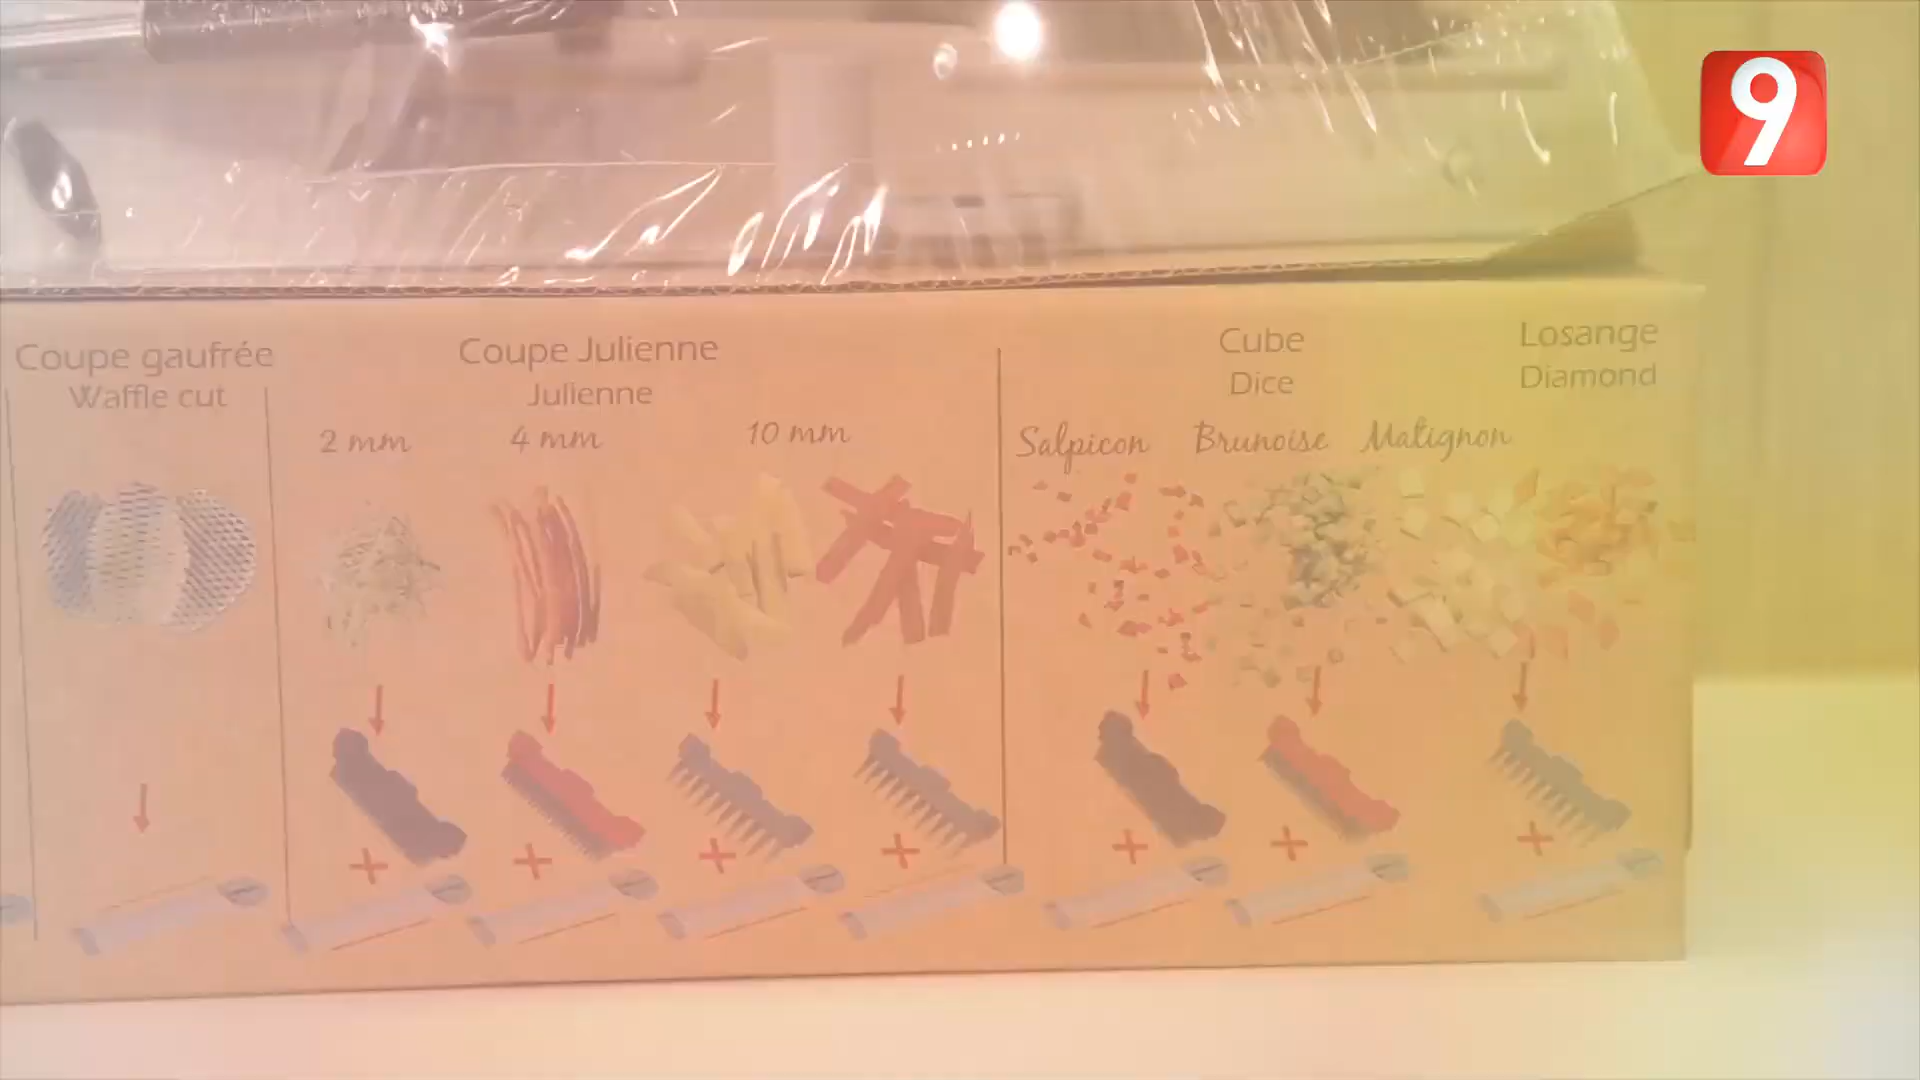 9
Coupe gaufrée
Waffle cut
Coupe Julienne
Julienne
2 mm
4 mm
10 mm
Cube
Dice
Salpicon
Brunoise
Matignon
Losange
Diamond